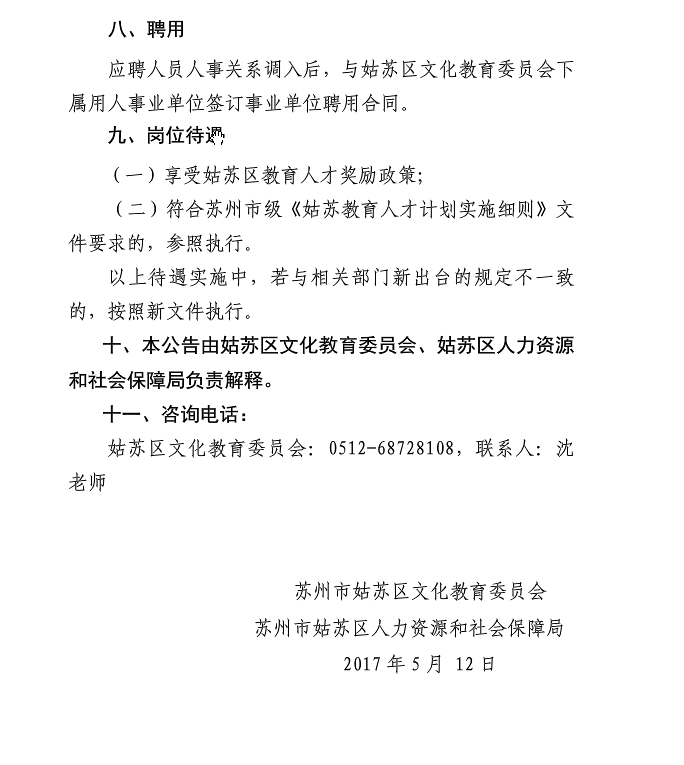 八、聘用
应聘人员人事关系调入后，与姑苏区文化教育委员会下
属用人事业单位签订事业单位聘用合同。
九、岗位待遇
（一）享受姑苏区教育人才奖励政策；
（二）符合苏州市级《姑苏教育人才计划实施细则》文
件要求的，参照执行。
以上待遇实施中，若与相关部门新出台的规定不一致
的，按照新文件执行。
十、本公告由姑苏区文化教育委员会、姑苏区人力资源
和社会保障局负责解释。
十一、咨询电话：
姑苏区文化教育委员会：0512-68728108，联系人：沈
老师
苏州市姑苏区文化教育委员会
苏州市姑苏区人力资源和社会保障局
2017年5月 12日